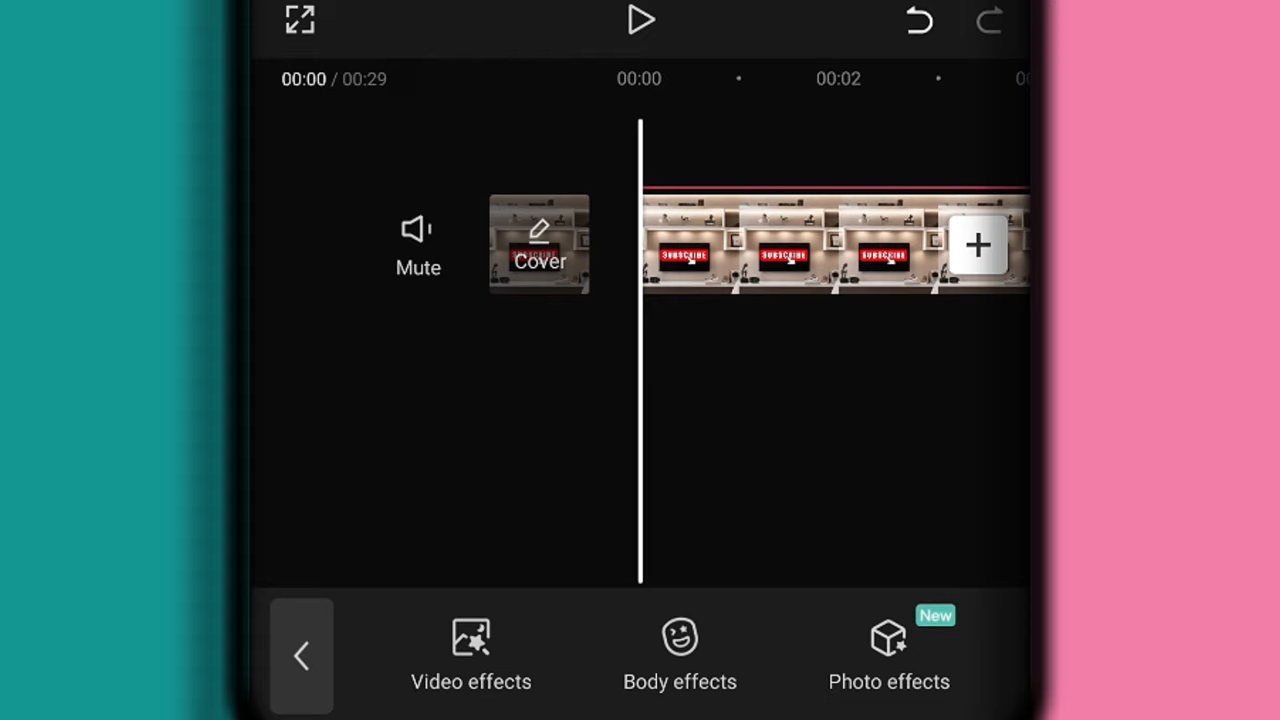 00:00 / 00:29
00:00
00:02
Mute
Cover
SUBSCRIBE
SUBSCRIBE
SUBSCRIBE
New
Video effects
Body effects
Photo effects